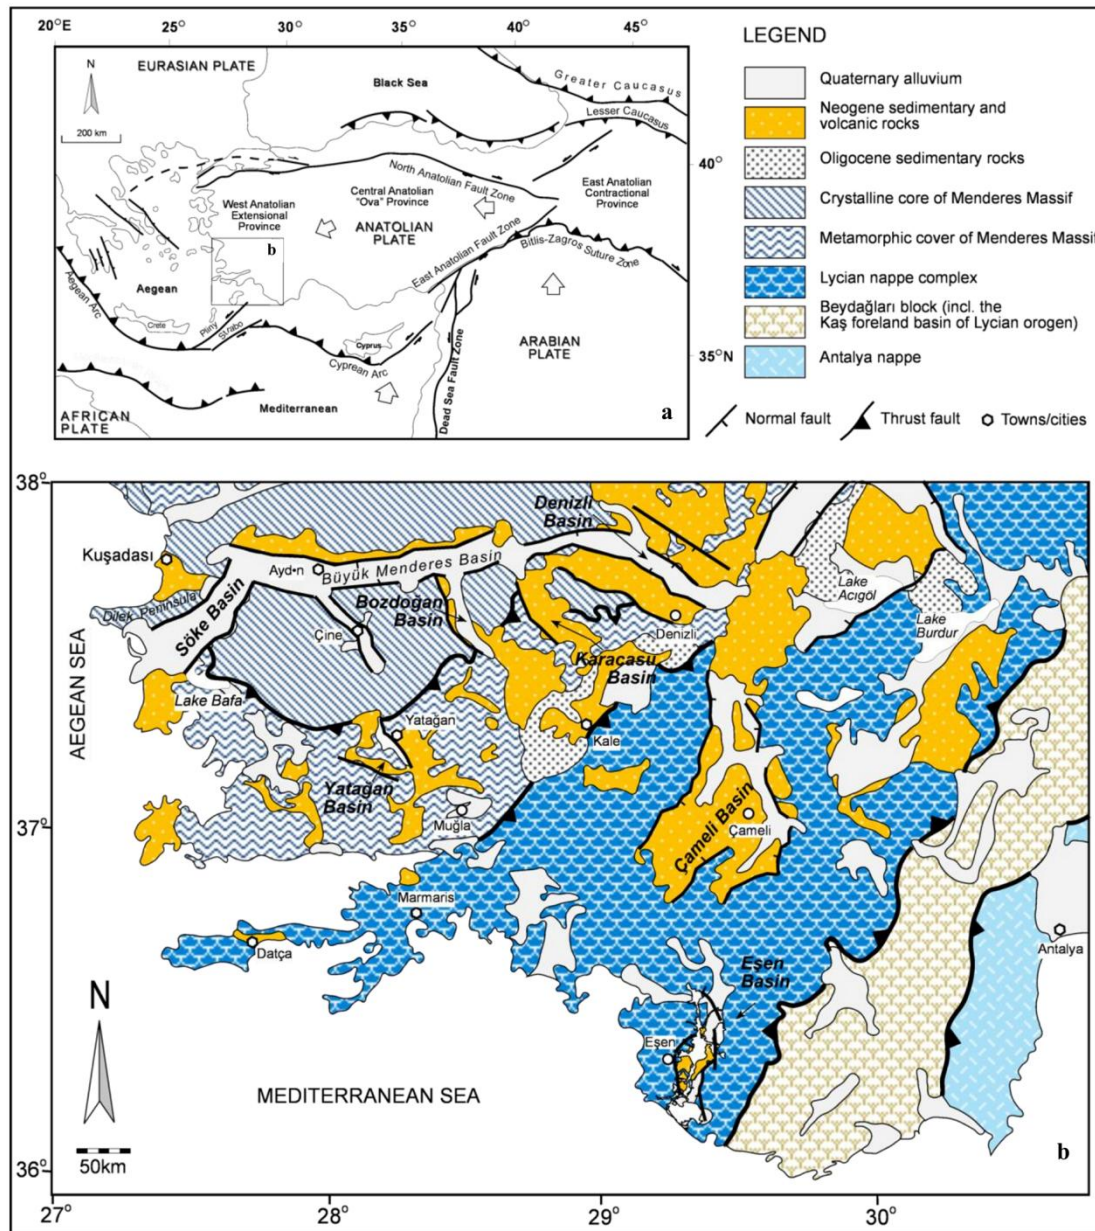 20°E
25°
30°
35°
40°
45°
EURASIAN PLATE
Black Sea
Greater Caucasus
Lesser Caucasus
N
200 km
40°
North Anatolian Fault Zone
Central Anatolian
"Ova" Province
East Anatolian
Contractional
Province
West Anatolian
Extensional
Province
ANATOLIAN
PLATE
b
East Anatolian Fault Zone
Bitlis-Zagros Suture Zone
Aegean
Aegean Arc
Crete
Pliny
Strabo
Cyprus
Cyprean Arc
Dead Sea Fault Zone
ARABIAN
PLATE
35°N
Mediterranean
AFRICAN
PLATE
a
LEGEND
Quaternary alluvium
Neogene sedimentary and
volcanic rocks
Oligocene sedimentary rocks
Crystalline core of Menderes Massif
Metamorphic cover of Menderes Massif
Lycian nappe complex
Beydağları block (incl. the
Kaş foreland basin of Lycian orogen)
Antalya nappe
Normal fault
Thrust fault
Towns/cities
38°
Denizli
Basin
Kuşadası
Ayd•n
Büyük Menderes Basin
Dilek Peninsula
Söke Basin
Bozdoğan
Basin
Çine
Denizli
Lake
Acıgöl
Lake
Burdur
Karacasu
Basin
AEGEAN SEA
Lake Bafa
Yatağan
Kale
Yatağan
Basin
Muğla
Çameli Basin
Çameli
37°
Marmaris
Datça
Antalya
Eşen
Basin
Eşen
N
MEDITERRANEAN SEA
50km
b
36°
27°
28°
29°
30°